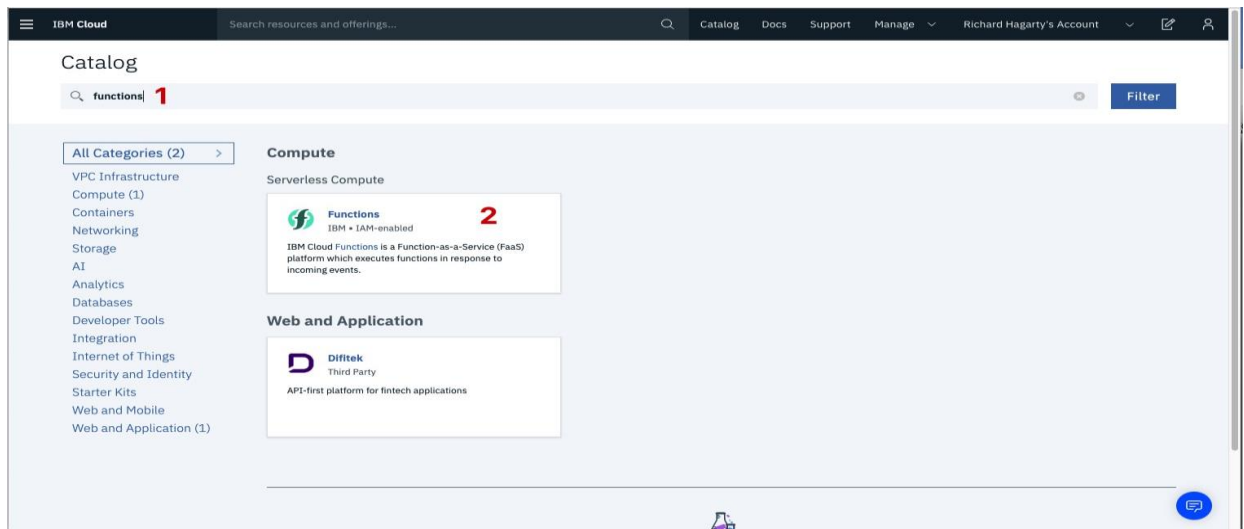 IBM Cloud Search resources and offerings... Catalog Docs Support Manage Richard Hagarty's Account
Catalog
functions 1 Filter
All Categories (2) >
VPC Infrastructure
Compute (1)
Containers
Networking
Storage
AI
Analytics
Databases
Developer Tools
Integration
Internet of Things
Security and Identity
Starter Kits
Web and Mobile
Web and Application (1)
Compute
Serverless Compute
Functions 2
IBM • IAM-enabled
IBM Cloud Functions is a Function-as-a-Service (FaaS)
platform which executes functions in response to
incoming events.
Web and Application
Difitek
Third Party
API-first platform for fintech applications